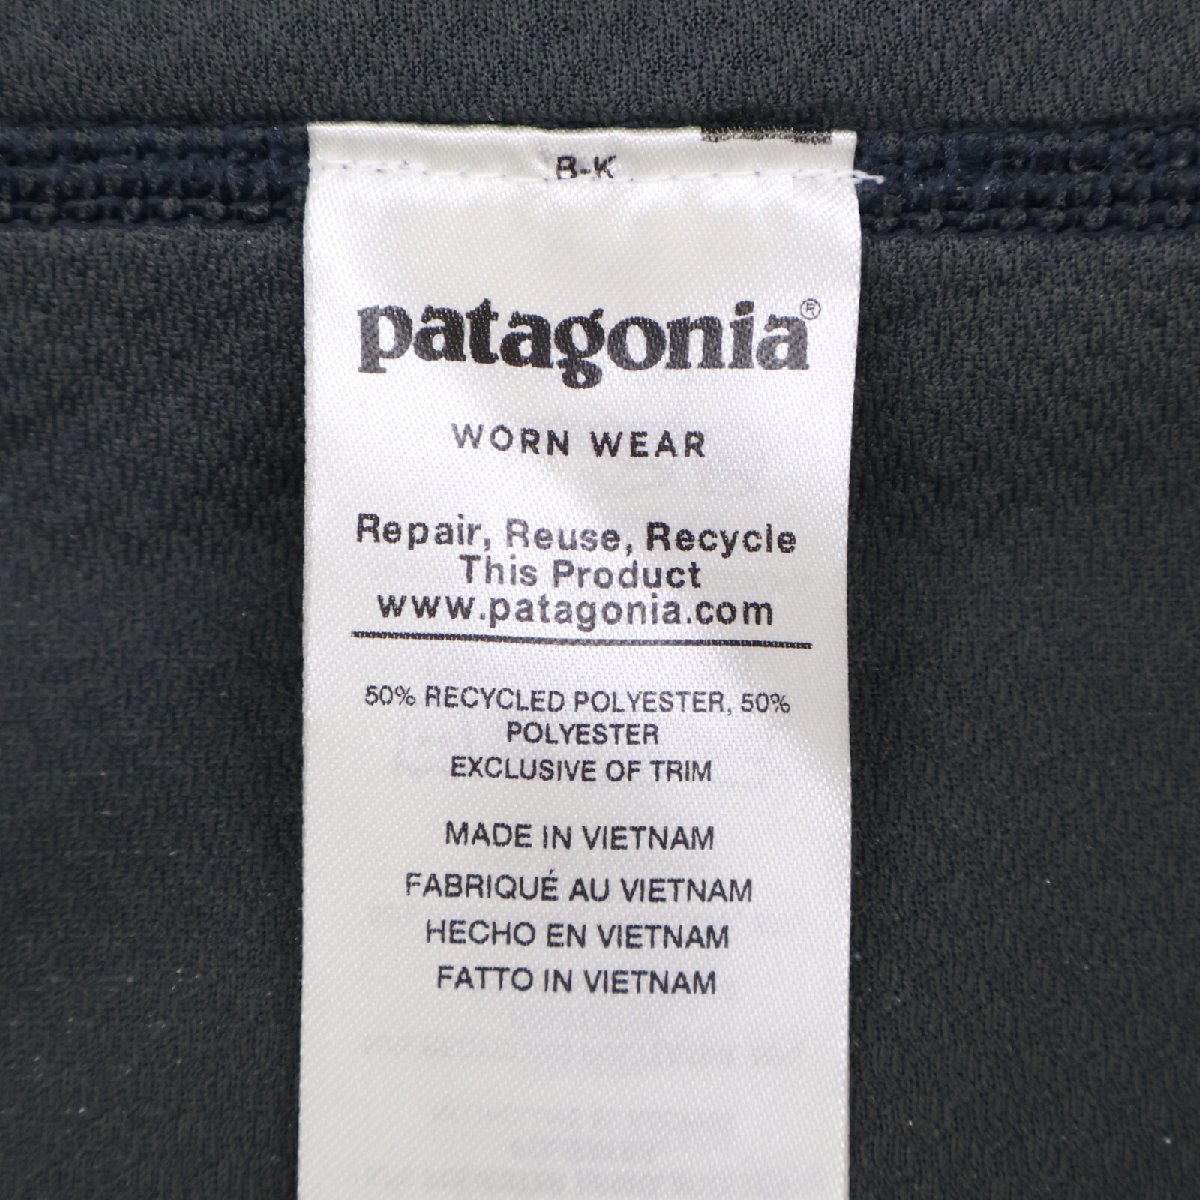 B-K
patagonia®
WORN WEAR
Repair, Reuse, Recycle
This Product
www.patagonia.com
50% RECYCLED POLYESTER, 50%
POLYESTER
EXCLUSIVE OF TRIM
MADE IN VIETNAM
FABRIQUÉ AU VIETNAM
HECHO EN VIETNAM
FATTO IN VIETNAM